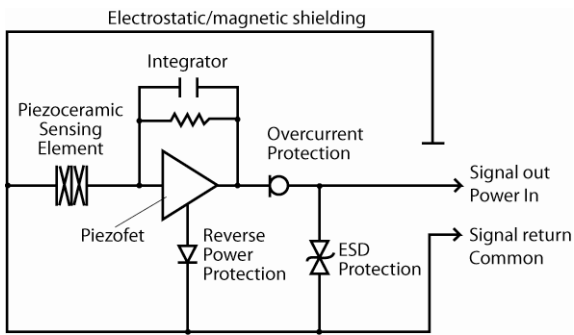 Electrostatic/magnetic shielding
Integrator
Piezoceramic
Sensing
Element
Overcurrent
Protection
Signal out
Power In
Piezofet
Reverse
Power
Protection
ESD
Protection
Signal return
Common